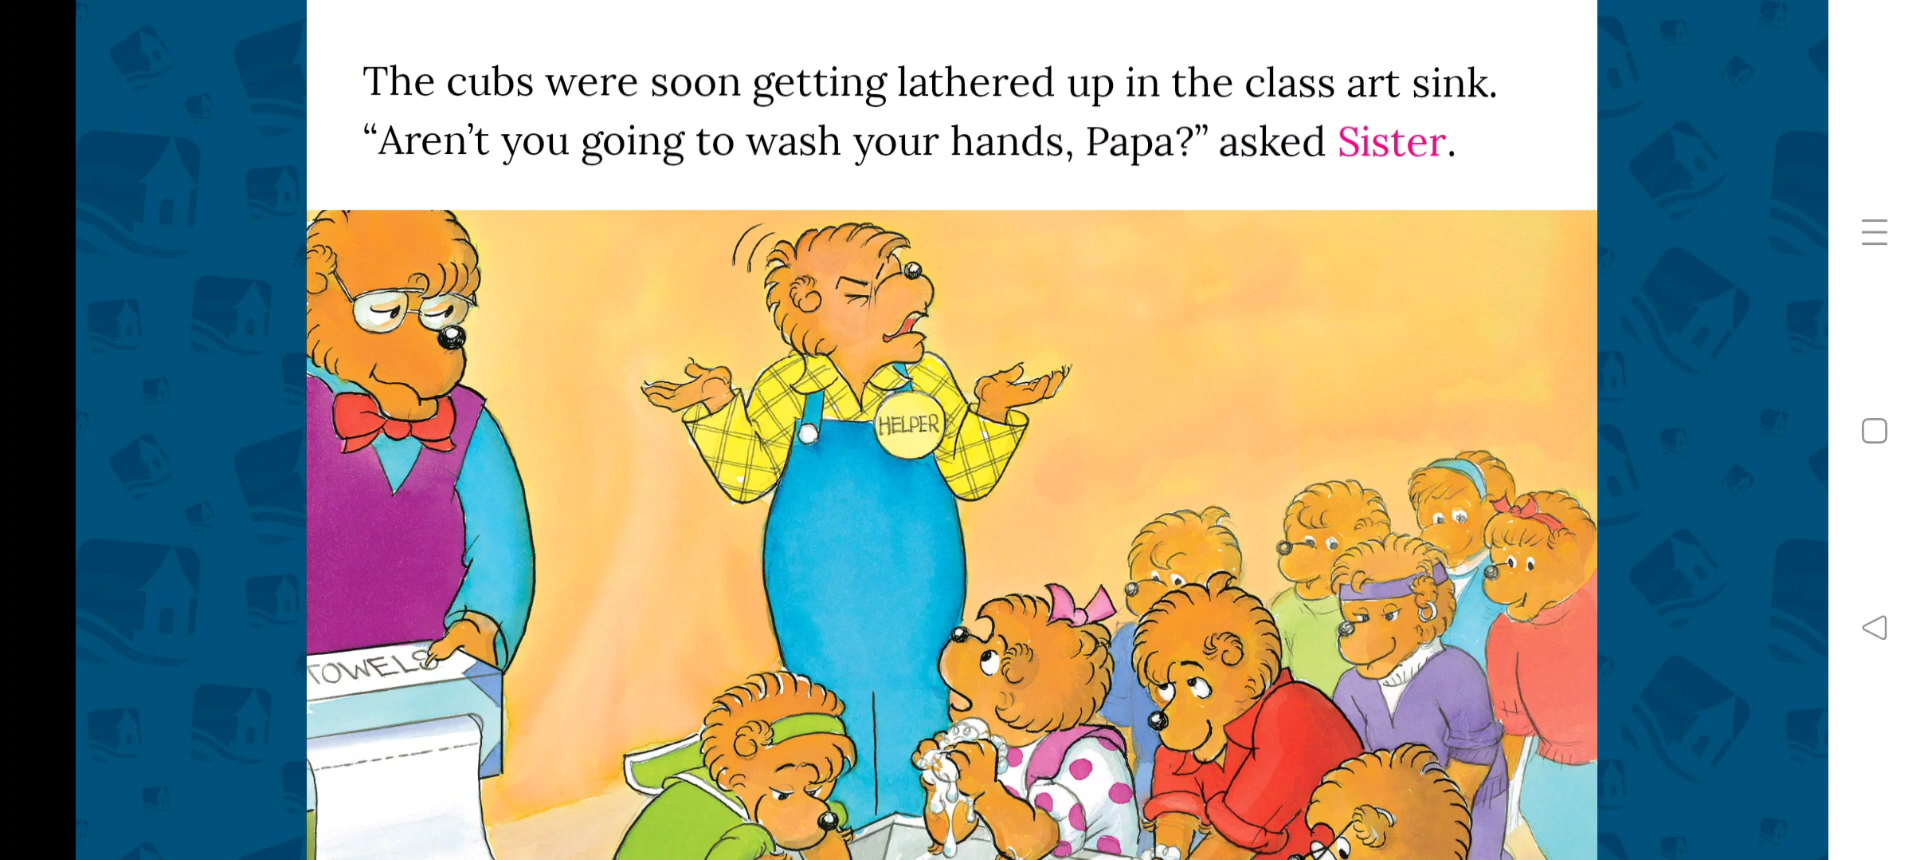 The cubs were soon getting lathered up in the class art sink.
“Aren’t you going to wash your hands, Papa?” asked Sister.
HELPER
TOWELS